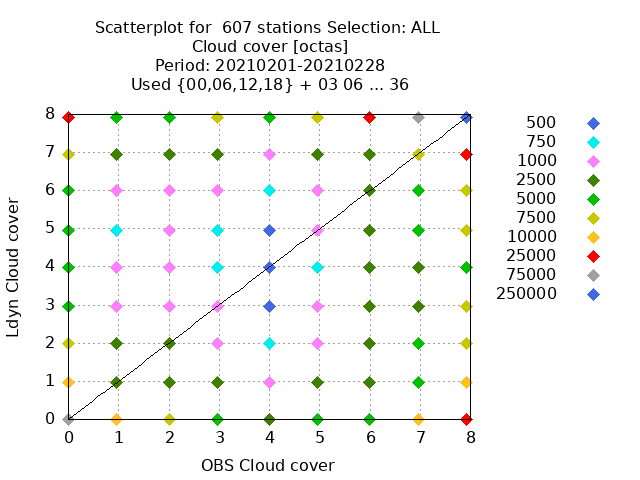 Scatterplot for  607 stations Selection: ALL
Cloud cover [octas]
Period: 20210201-20210228
Used {00,06,12,18} + 03 06 ... 36
8
7
6
5
4
3
2
1
0
Ldyn Cloud cover
0 1 2 3 4 5 6 7 8
OBS Cloud cover
500
750
1000
2500
5000
7500
10000
25000
75000
250000